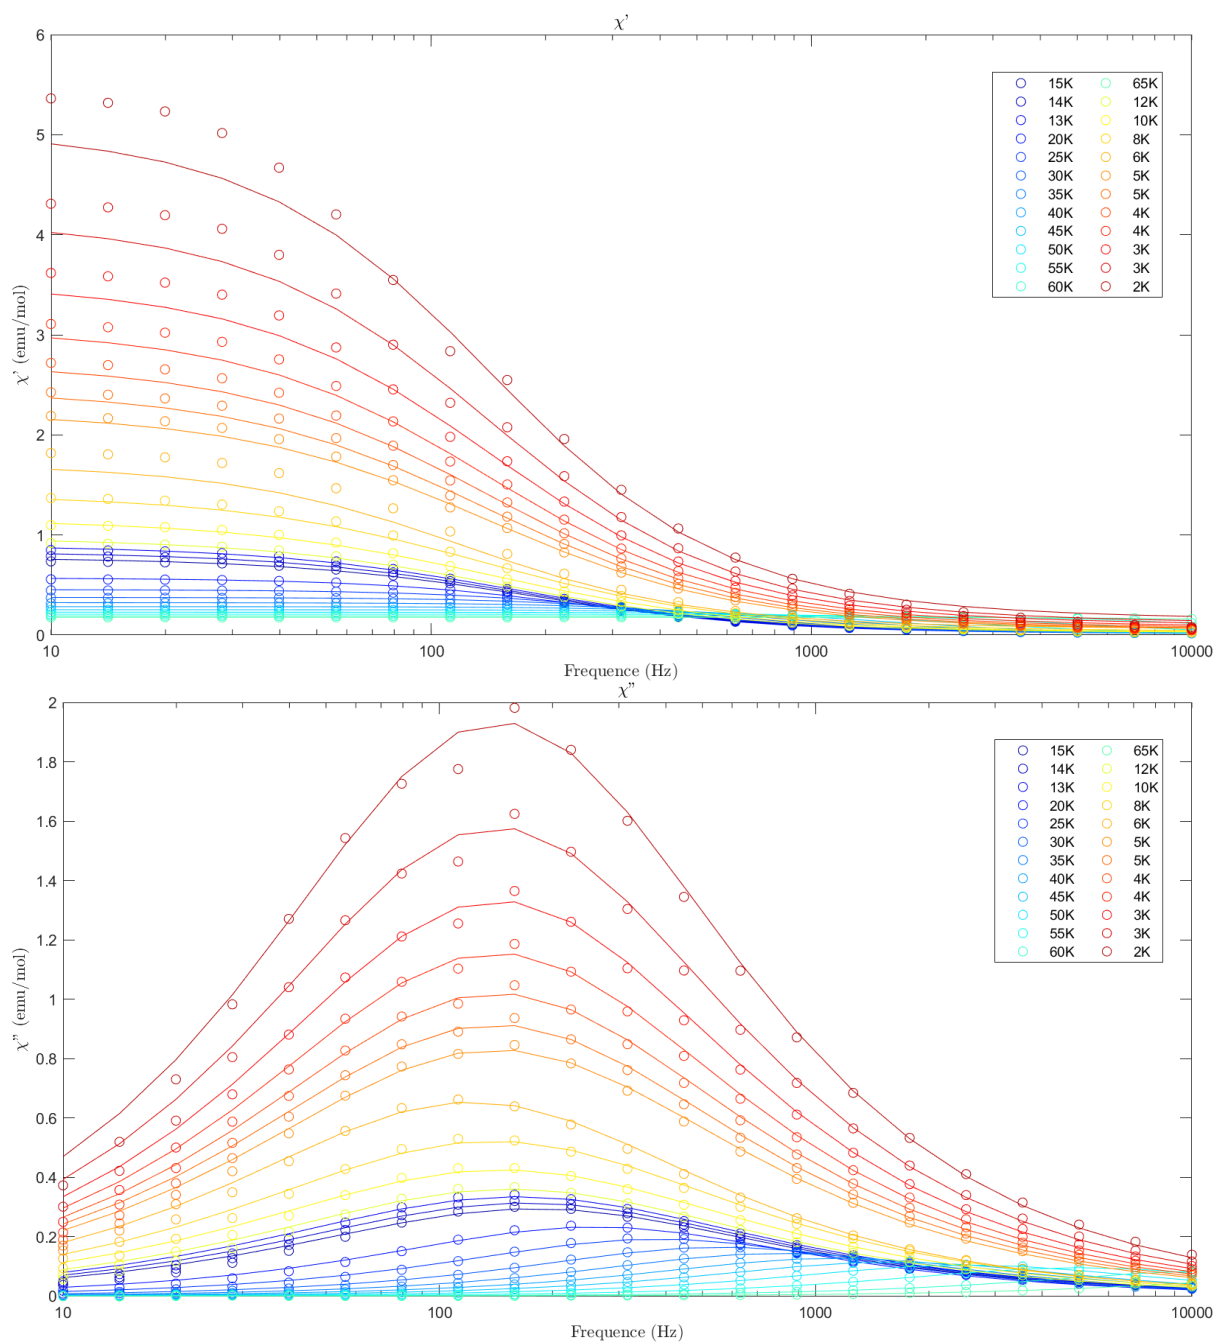 χ'
6
5
4
3
2
1
0
χ' (emu/mol)
15K 65K
14K 12K
13K 10K
20K 8K
25K 6K
30K 5K
35K 5K
40K 4K
45K 4K
50K 3K
55K 3K
60K 2K
10 100 1000 10000
Frequence (Hz)
χ"
2
1.8
1.6
1.4
1.2
1
0.8
0.6
0.4
0.2
0
χ" (emu/mol)
15K 65K
14K 12K
13K 10K
20K 8K
25K 6K
30K 5K
35K 5K
40K 4K
45K 4K
50K 3K
55K 3K
60K 2K
10 100 1000 10000
Frequence (Hz)